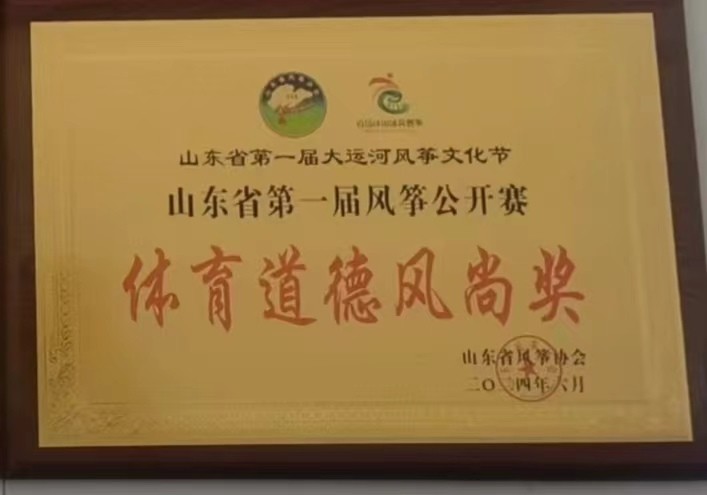 山东省第一届大运河风筝文化节
山东省第一届风筝公开赛
体育道德风尚奖
山东省风筝协会
二〇二四年六月